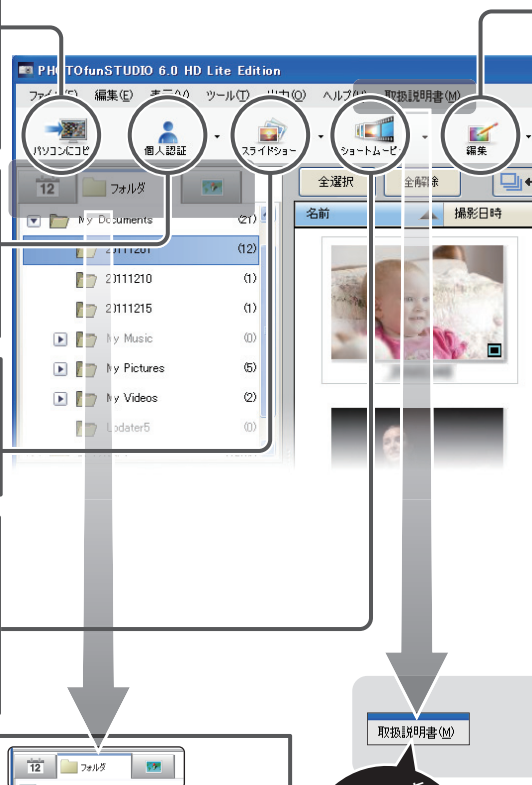 PHOTOfunSTUDIO 6.0 HD Lite Edition
編集(E) ツール(T) 取扱説明書(M)
パソコンにコピー 個人認証 スライドショー ショートムービー 編集
12 フォルダ 全選択 全解除
My Documents (21) 名前 撮影日時
20111201 (12)
20111210 (1)
20111215 (1)
My Music (0)
My Pictures (5)
My Videos (2)
Updater5 (0)
取扱説明書(M)
12 フォルダ